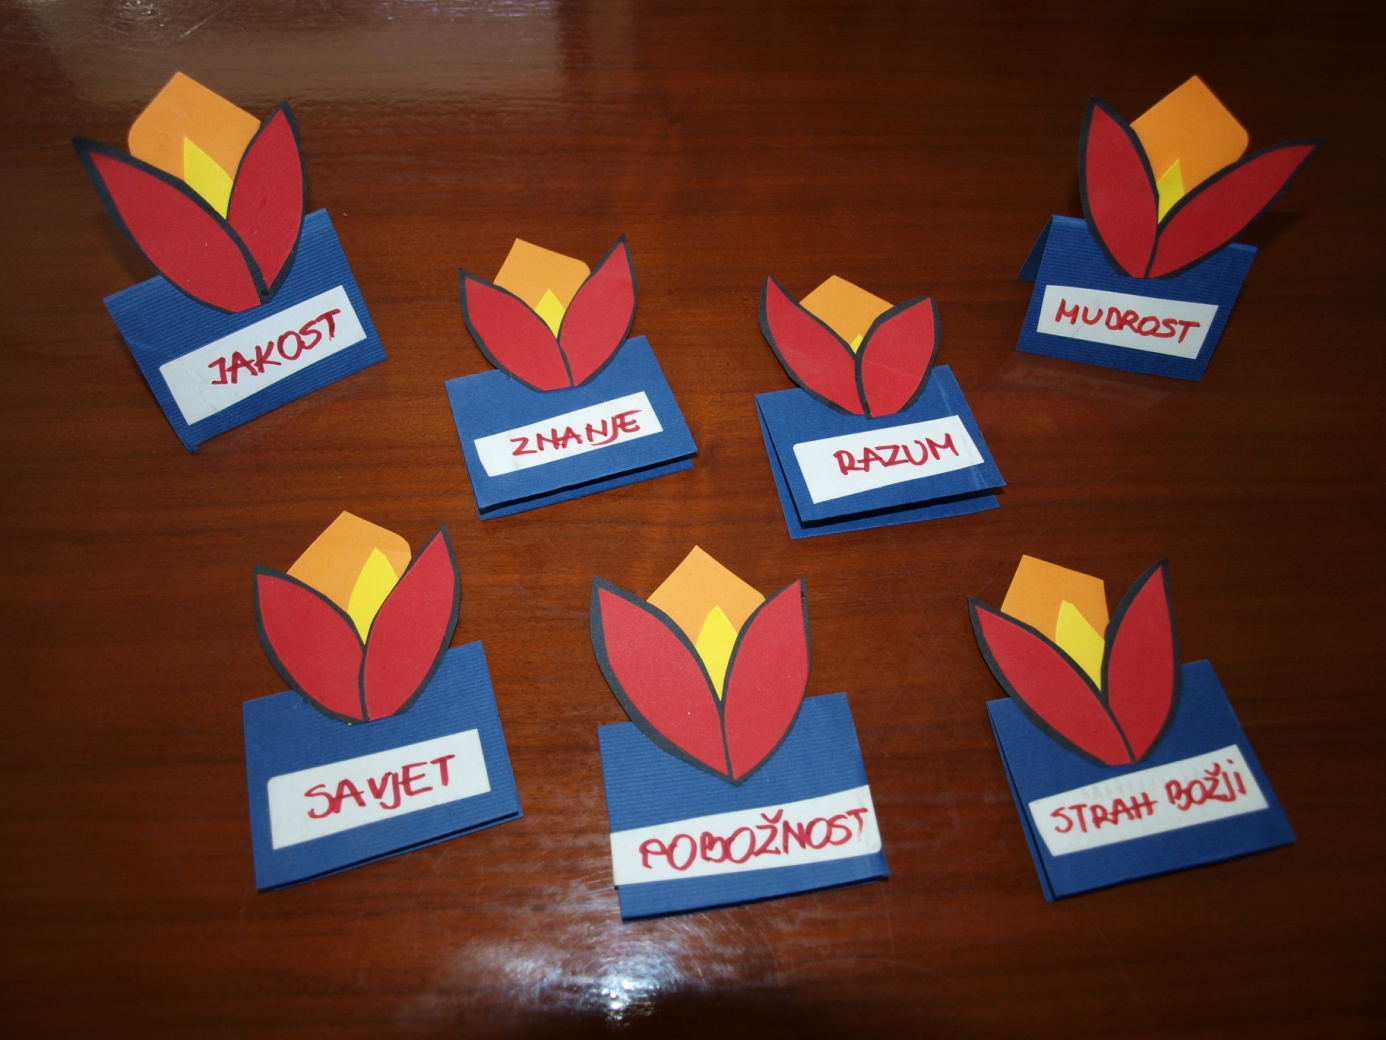 JAKOST
MUDROST
ZNANJE
RAZUM
SAVJET
POBOŽNOST
STRAH BOŽJI